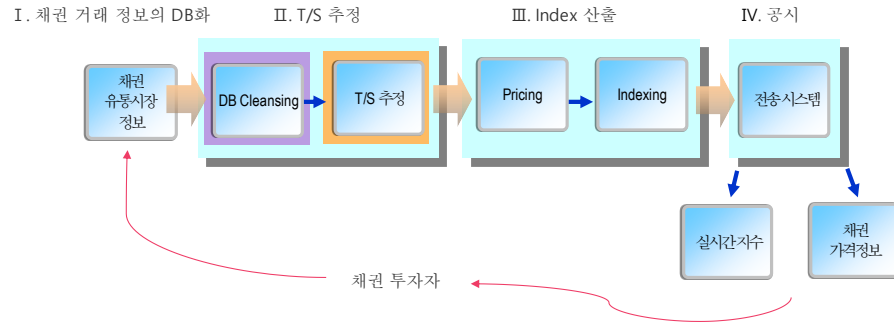 Ⅰ. 채권 거래 정보의 DB화
Ⅱ. T/S 추정
Ⅲ. Index 산출
Ⅳ. 공시
채권
유통시장
정보
DB Cleansing
T/S 추정
Pricing
Indexing
전송시스템
실시간지수
채권
가격정보
채권 투자자